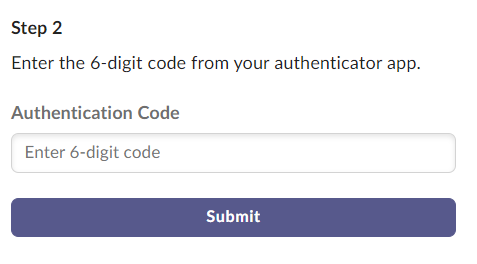 Step 2
Enter the 6-digit code from your authenticator app.
Authentication Code
Enter 6-digit code
Submit